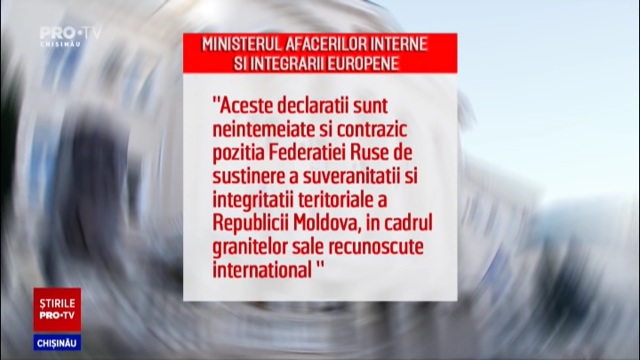 PRO•TV
CHIȘINĂU
MINISTERUL AFACERILOR INTERNE
SI INTEGRARII EUROPENE
"Aceste declaratii sunt
neintemeiate si contrazic
pozitia Federatiei Ruse de
sustinere a suveranitatii si
integritatii teritoriale a
Republicii Moldova, in cadrul
granitelor sale recunoscute
international "
ȘTIRILE
PRO•TV
CHIȘINĂU